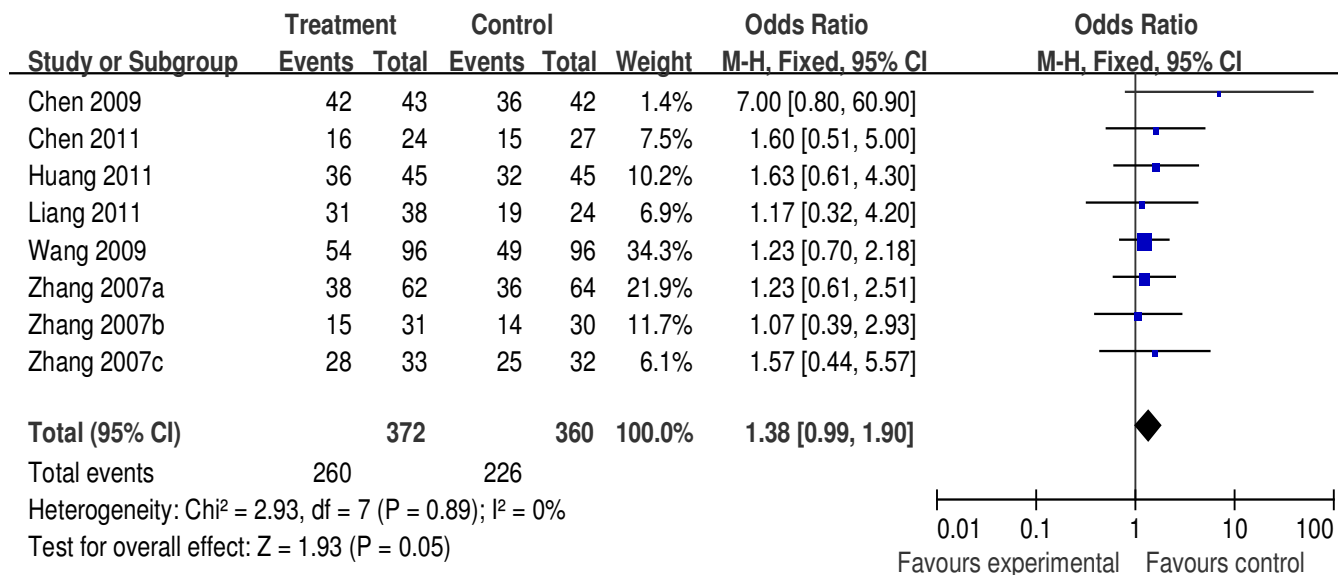 Treatment Control Odds Ratio Odds Ratio
Study or Subgroup Events Total Events Total Weight M-H, Fixed, 95% CI M-H, Fixed, 95% CI
Chen 2009 42 43 36 42 1.4% 7.00 [0.80, 60.90]
Chen 2011 16 24 15 27 7.5% 1.60 [0.51, 5.00]
Huang 2011 36 45 32 45 10.2% 1.63 [0.61, 4.30]
Liang 2011 31 38 19 24 6.9% 1.17 [0.32, 4.20]
Wang 2009 54 96 49 96 34.3% 1.23 [0.70, 2.18]
Zhang 2007a 38 62 36 64 21.9% 1.23 [0.61, 2.51]
Zhang 2007b 15 31 14 30 11.7% 1.07 [0.39, 2.93]
Zhang 2007c 28 33 25 32 6.1% 1.57 [0.44, 5.57]
Total (95% CI) 372 360 100.0% 1.38 [0.99, 1.90]
Total events 260 226
Heterogeneity: Chi² = 2.93, df = 7 (P = 0.89); I² = 0%
Test for overall effect: Z = 1.93 (P = 0.05)
0.01 0.1 1 10 100
Favours experimental Favours control